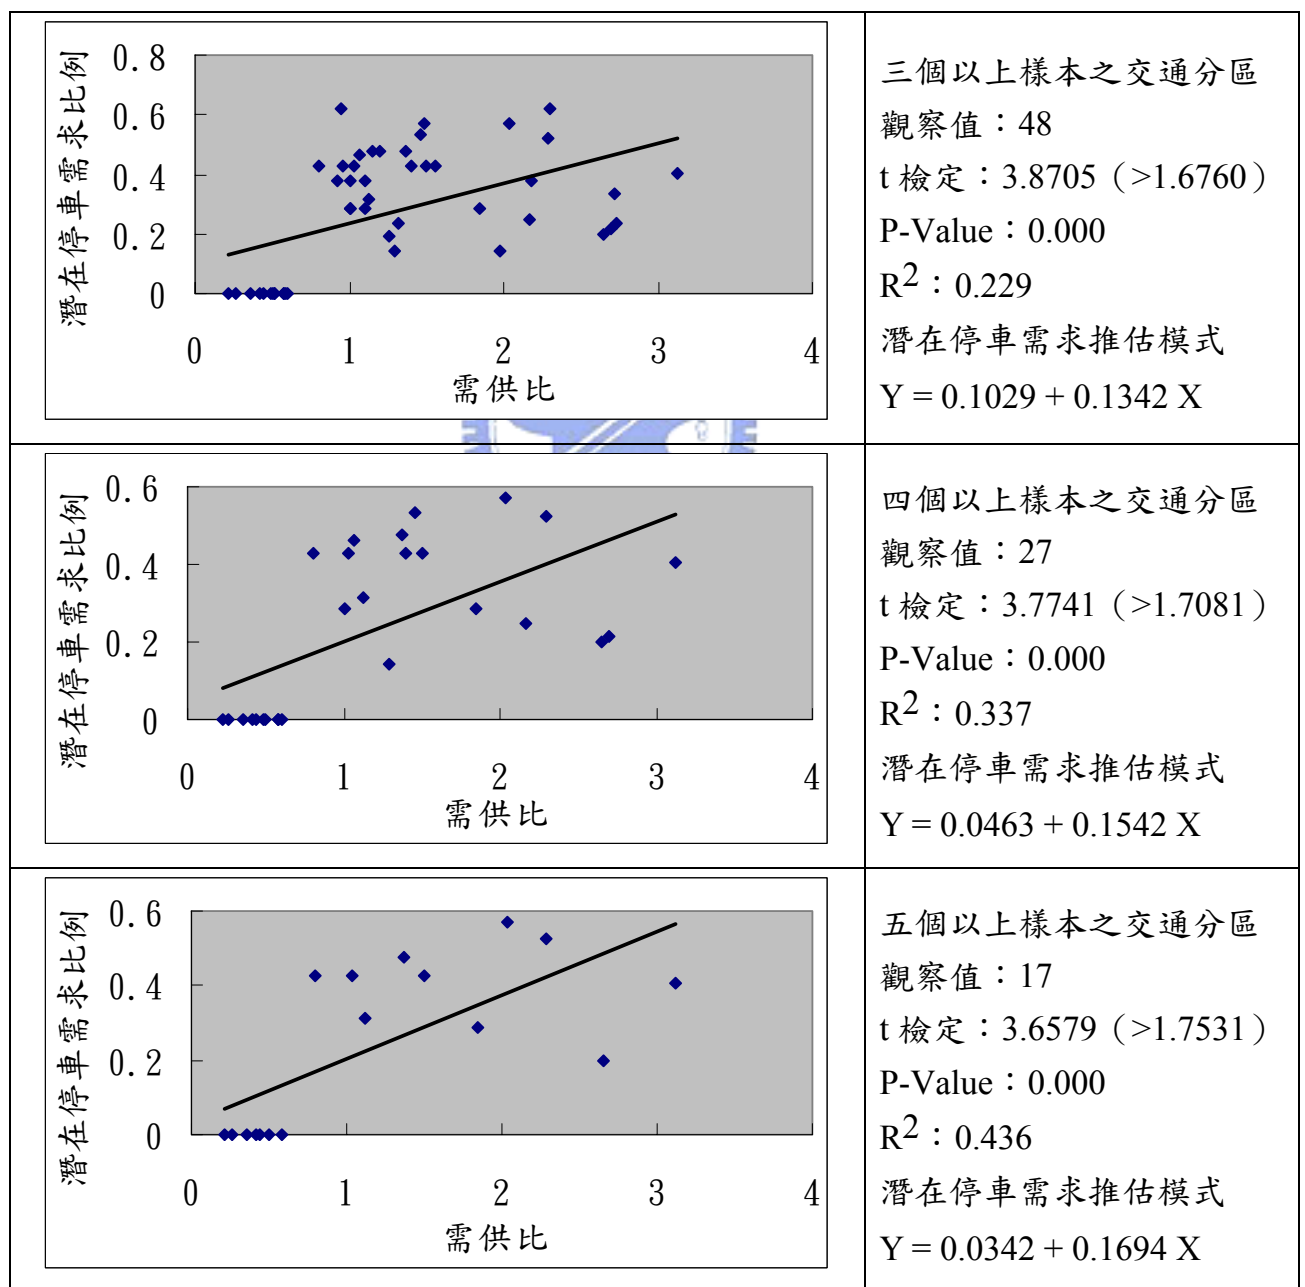 潛在停車需求比例
0.8
0.6
0.4
0.2
0
0 1 2 3 4
需供比
三個以上樣本之交通分區
觀察值：48
t 檢定：3.8705（>1.6760）
P-Value：0.000
R2：0.229
潛在停車需求推估模式
Y = 0.1029 + 0.1342 X
潛在停車需求比例
0.6
0.4
0.2
0
0 1 2 3 4
需供比
四個以上樣本之交通分區
觀察值：27
t 檢定：3.7741（>1.7081）
P-Value：0.000
R2：0.337
潛在停車需求推估模式
Y = 0.0463 + 0.1542 X
潛在停車需求比例
0.6
0.4
0.2
0
0 1 2 3 4
需供比
五個以上樣本之交通分區
觀察值：17
t 檢定：3.6579（>1.7531）
P-Value：0.000
R2：0.436
潛在停車需求推估模式
Y = 0.0342 + 0.1694 X